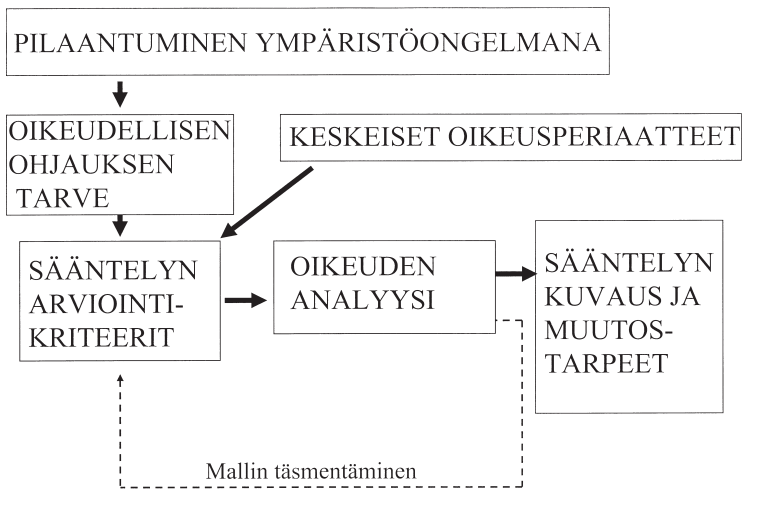 PILAANTUMINEN YMPÄRISTÖONGELMANA
OIKEUDELLISEN
OHJAUKSEN
TARVE
KESKEISET OIKEUSPERIAATTEET
SÄÄNTELYN
ARVIOINTI-
KRITEERIT
OIKEUDEN
ANALYYSI
SÄÄNTELYN
KUVAUS JA
MUUTOS-
TARPEET
Mallin täsmentäminen